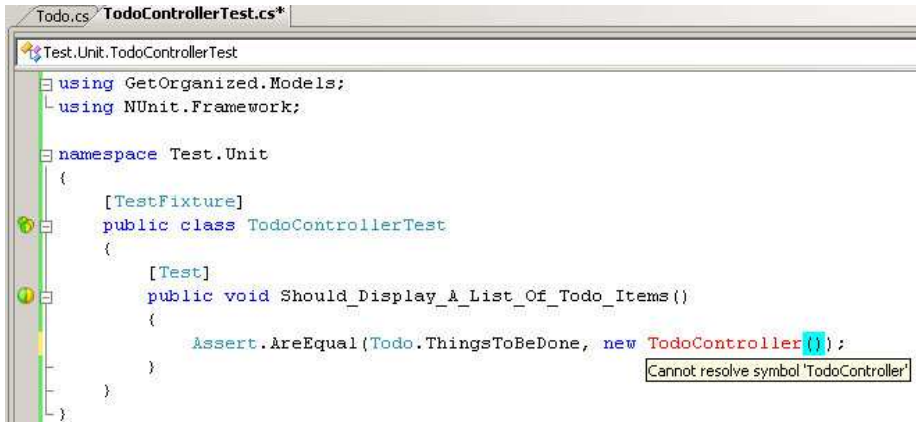 Todo.cs TodoControllerTest.cs*
Test.Unit.TodoControllerTest
using GetOrganized.Models;
using NUnit.Framework;
namespace Test.Unit
{
[TestFixture]
public class TodoControllerTest
{
[Test]
public void Should_Display_A_List_Of_Todo_Items()
{
Assert.AreEqual(Todo.ThingsToBeDone, new TodoController());
}
Cannot resolve symbol 'TodoController'
}
}